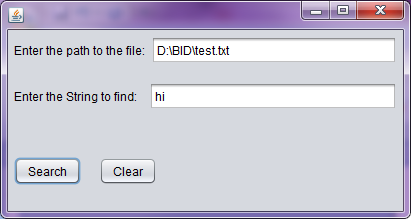 Enter the path to the file: D:\BID\test.txt
Enter the String to find: hi
Search Clear